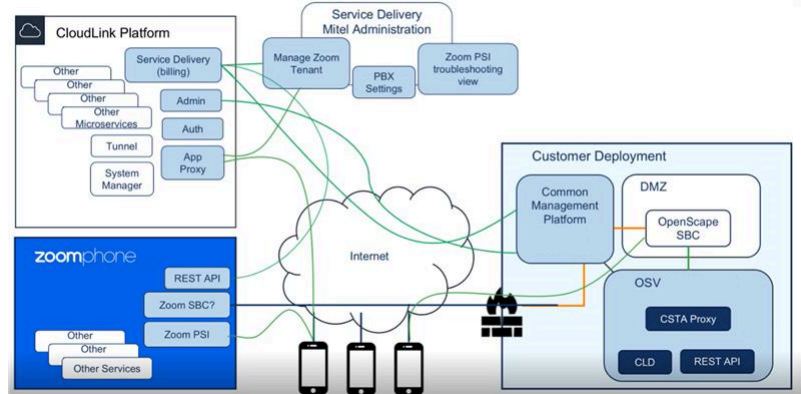 CloudLink Platform
Other
Other
Other
Other
Microservices
Tunnel
System
Manager
Service Delivery
(billing)
Admin
Auth
App
Proxy
Service Delivery
Mitel Administration
Manage Zoom
Tenant
PBX
Settings
Zoom PSI
troubleshooting
view
zoomphone
REST API
Zoom SBC?
Zoom PSI
Other
Other
Other Services
Internet
Customer Deployment
Common
Management
Platform
DMZ
OpenScape
SBC
OSV
CSTA Proxy
CLD
REST API